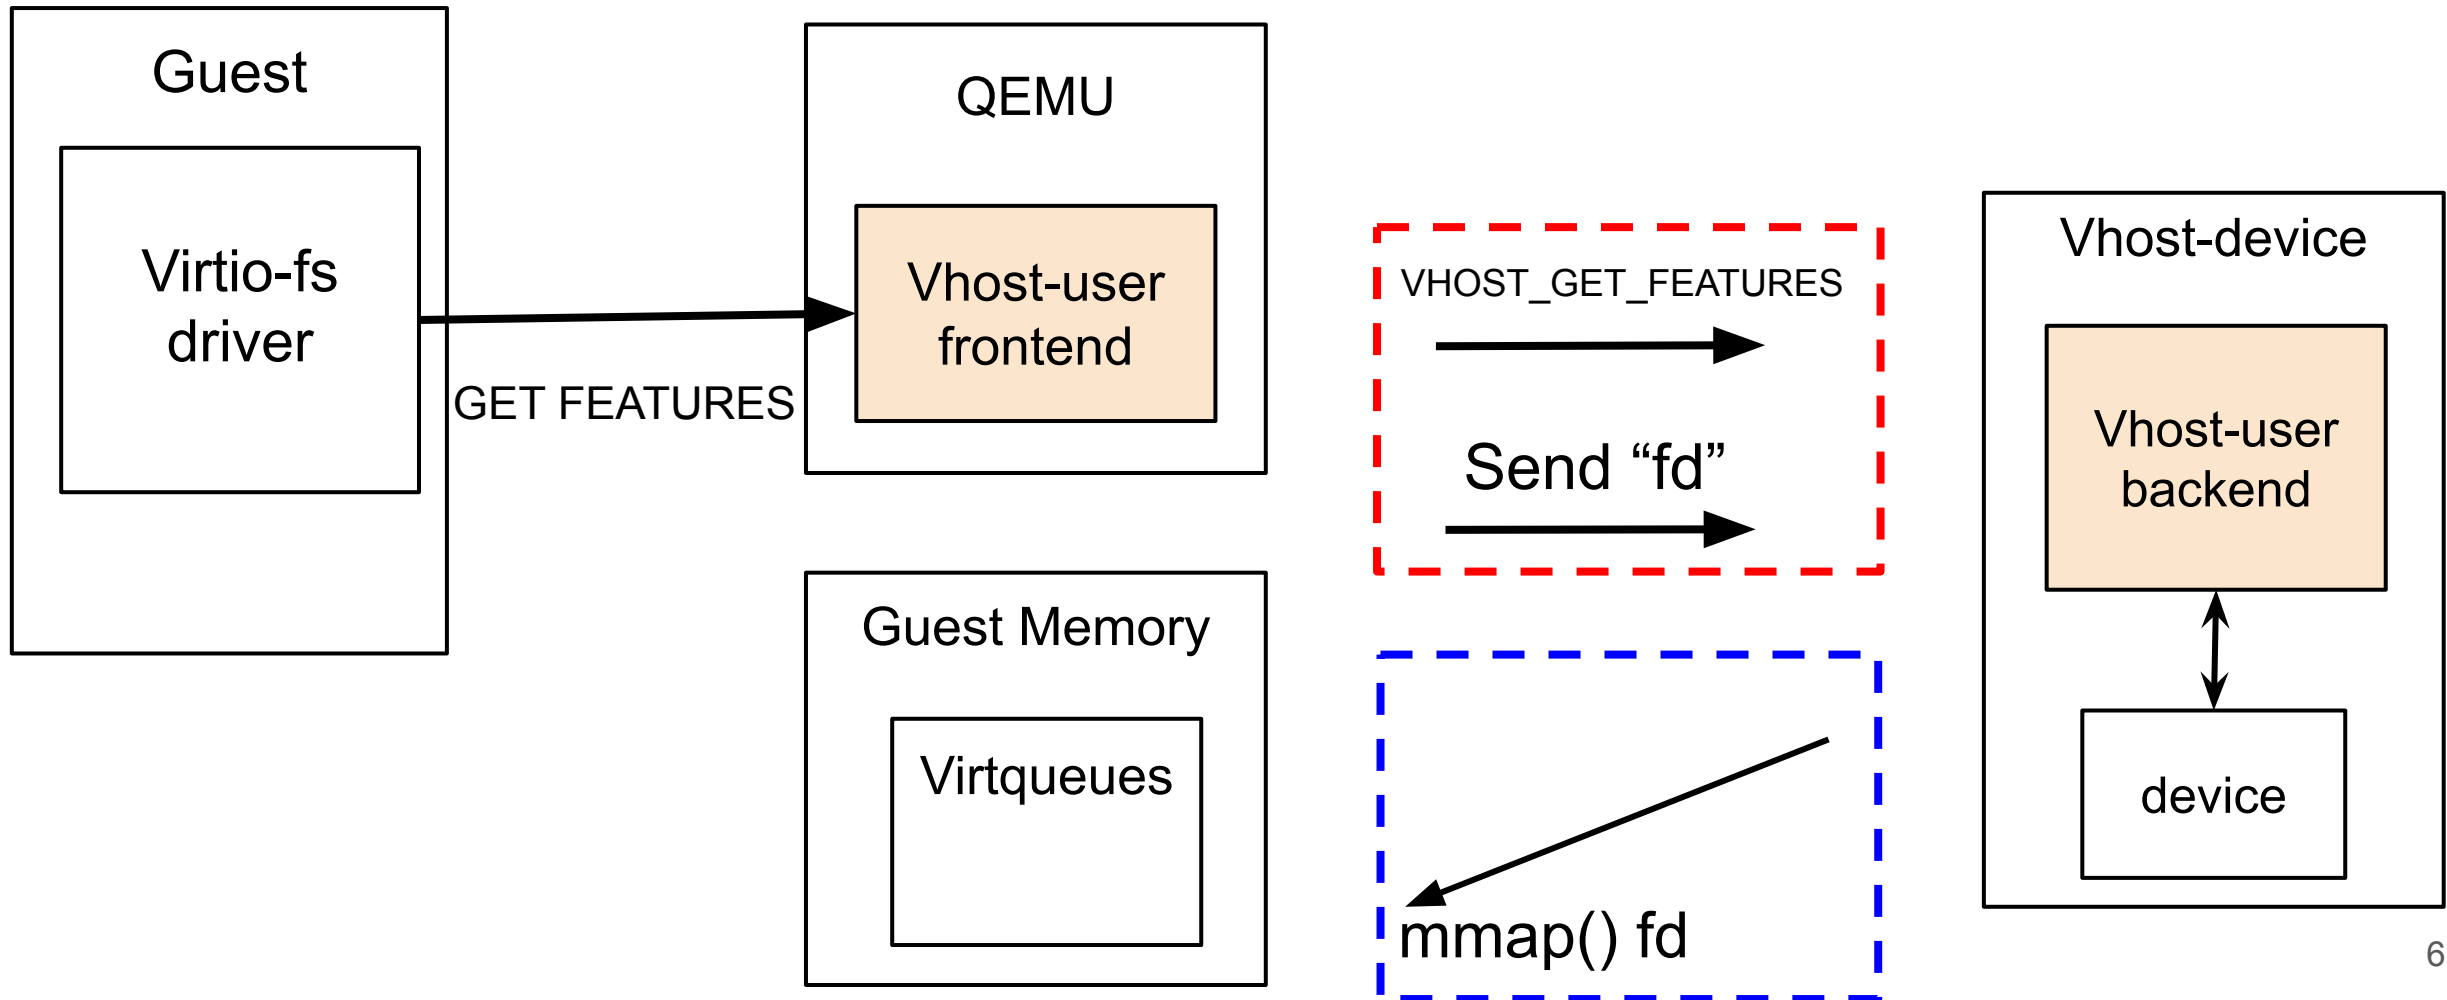 Guest
Virtio-fs
driver
GET FEATURES
QEMU
Vhost-user
frontend
Guest Memory
Virtqueues
VHOST_GET_FEATURES
Send “fd”
mmap() fd
Vhost-device
Vhost-user
backend
device
6